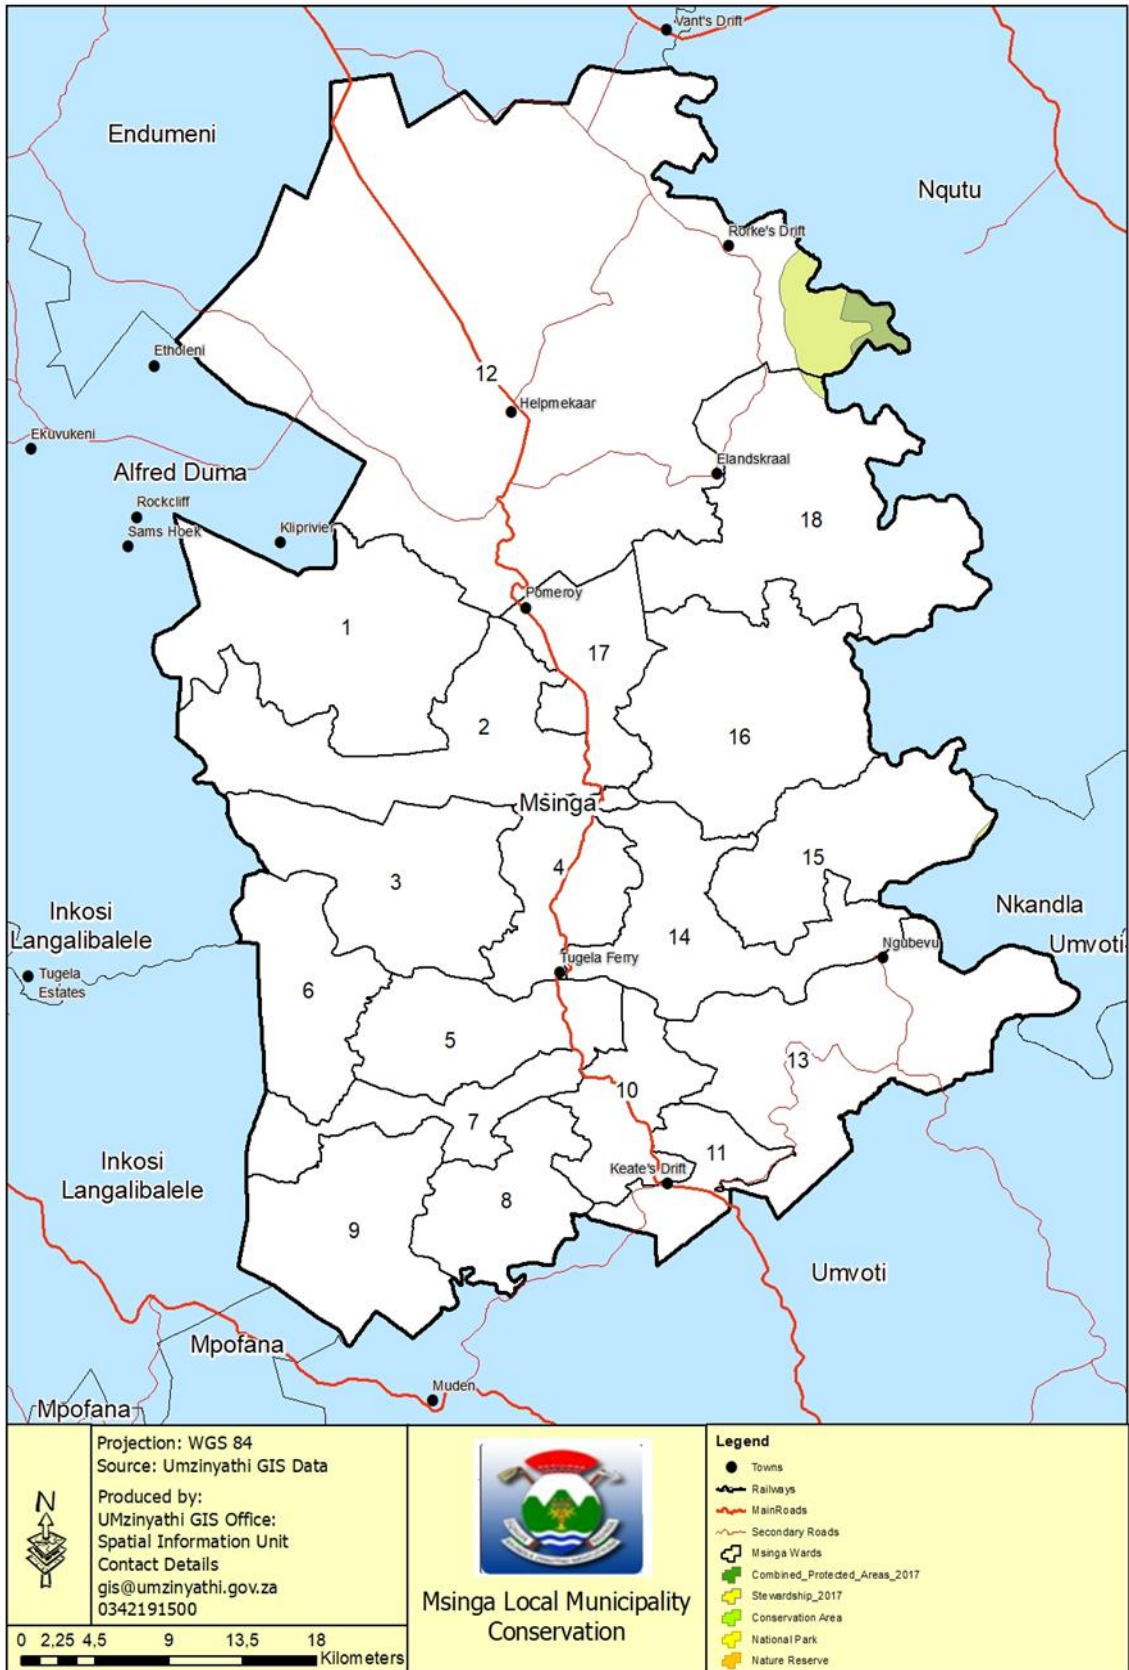 Vant's Drift
Endumeni
Nqutu
Rorke's Drift
Etholeni
12
Helpmekaar
Ekuvukeni
Alfred Duma
Elandskraal
Rockcliff
18
Sams Hoek
Kliprivier
Pomeroy
1
17
2
16
Msinga
15
4
3
Inkosi
Langalibalele
Nkandla
14
Umvoti
Ngubevu
Tugela Ferry
Tugela
Estates
6
5
13
10
7
11
Inkosi
Langalibalele
Keate's Drift
8
9
Umvoti
Mpofana
Muden
Mpofana
N
Projection: WGS 84
Source: Umzinyathi GIS Data
Produced by:
UMzinyathi GIS Office:
Spatial Information Unit
Contact Details
gis@umzinyathi.gov.za
0342191500
0 2,25 4,5 9 13,5 18
Kilometers
Msinga Local Municipality
Conservation
Legend
Towns
Railways
MainRoads
Secondary Roads
Msinga Wards
Combined_Protected_Areas_2017
Stewardship_2017
Conservation Area
National Park
Nature Reserve